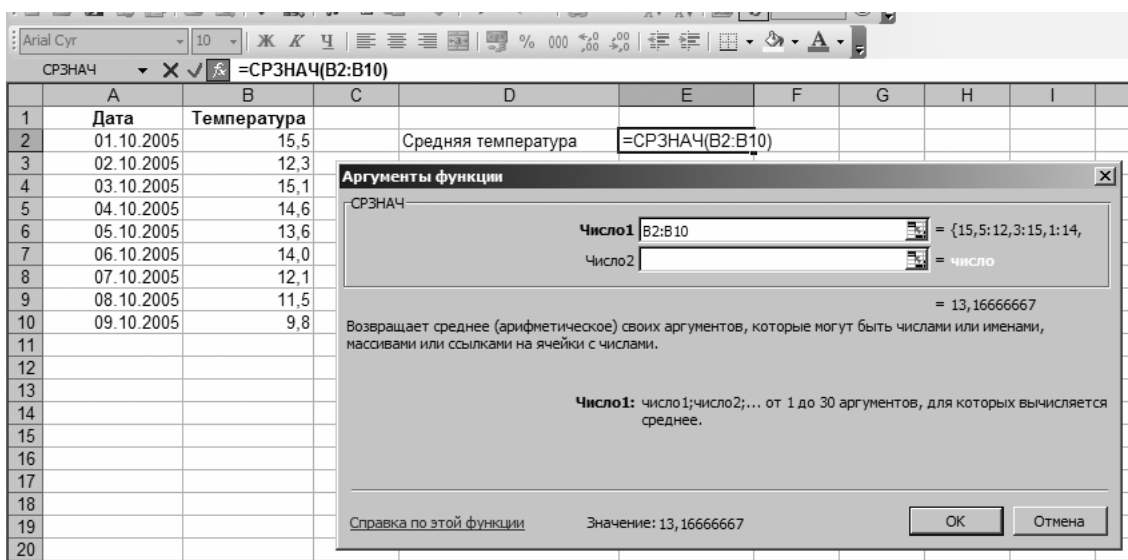 Arial Cyr 10 Ж К Ч % 000 A
СРЗНАЧ =СРЗНАЧ(B2:B10)
A B C D E F G H I
1 Дата Температура
2 01.10.2005 15,5 Средняя температура =СРЗНАЧ(B2:B10)
3 02.10.2005 12,3
4 03.10.2005 15,1
5 04.10.2005 14,6
6 05.10.2005 13,6
7 06.10.2005 14,0
8 07.10.2005 12,1
9 08.10.2005 11,5
10 09.10.2005 9,8
11
12
13
14
15
16
17
18
19
20
Аргументы функции
СРЗНАЧ
Число1 B2:B10 = {15,5:12,3:15,1:14,
Число2 = число
= 13,16666667
Возвращает среднее (арифметическое) своих аргументов, которые могут быть числами или именами,
массивами или ссылками на ячейки с числами.
Число1: число1;число2;... от 1 до 30 аргументов, для которых вычисляется
среднее.
Справка по этой функции Значение: 13,16666667 OK Отмена